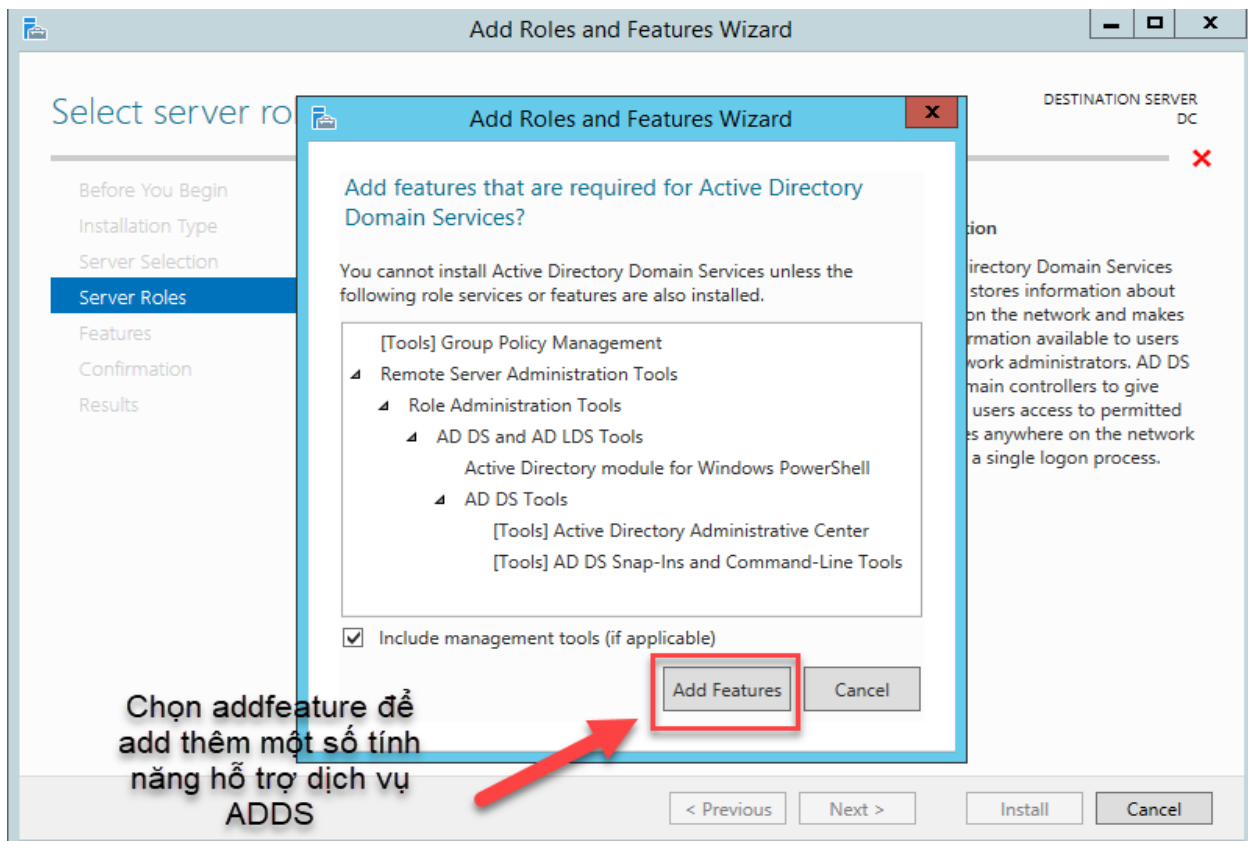 Add Roles and Features Wizard
Select server ro
DESTINATION SERVER
DC
Before You Begin
Installation Type
Server Selection
Server Roles
Features
Confirmation
Results
Add Roles and Features Wizard
Add features that are required for Active Directory
Domain Services?
You cannot install Active Directory Domain Services unless the
following role services or features are also installed.
[Tools] Group Policy Management
Remote Server Administration Tools
Role Administration Tools
AD DS and AD LDS Tools
Active Directory module for Windows PowerShell
AD DS Tools
[Tools] Active Directory Administrative Center
[Tools] AD DS Snap-Ins and Command-Line Tools
Include management tools (if applicable)
Add Features
Cancel
tion
irectory Domain Services
stores information about
on the network and makes
rmation available to users
work administrators. AD DS
main controllers to give
users access to permitted
es anywhere on the network
a single logon process.
Chọn addfeature để
add thêm một số tính
năng hỗ trợ dịch vụ
ADDS
< Previous
Next >
Install
Cancel